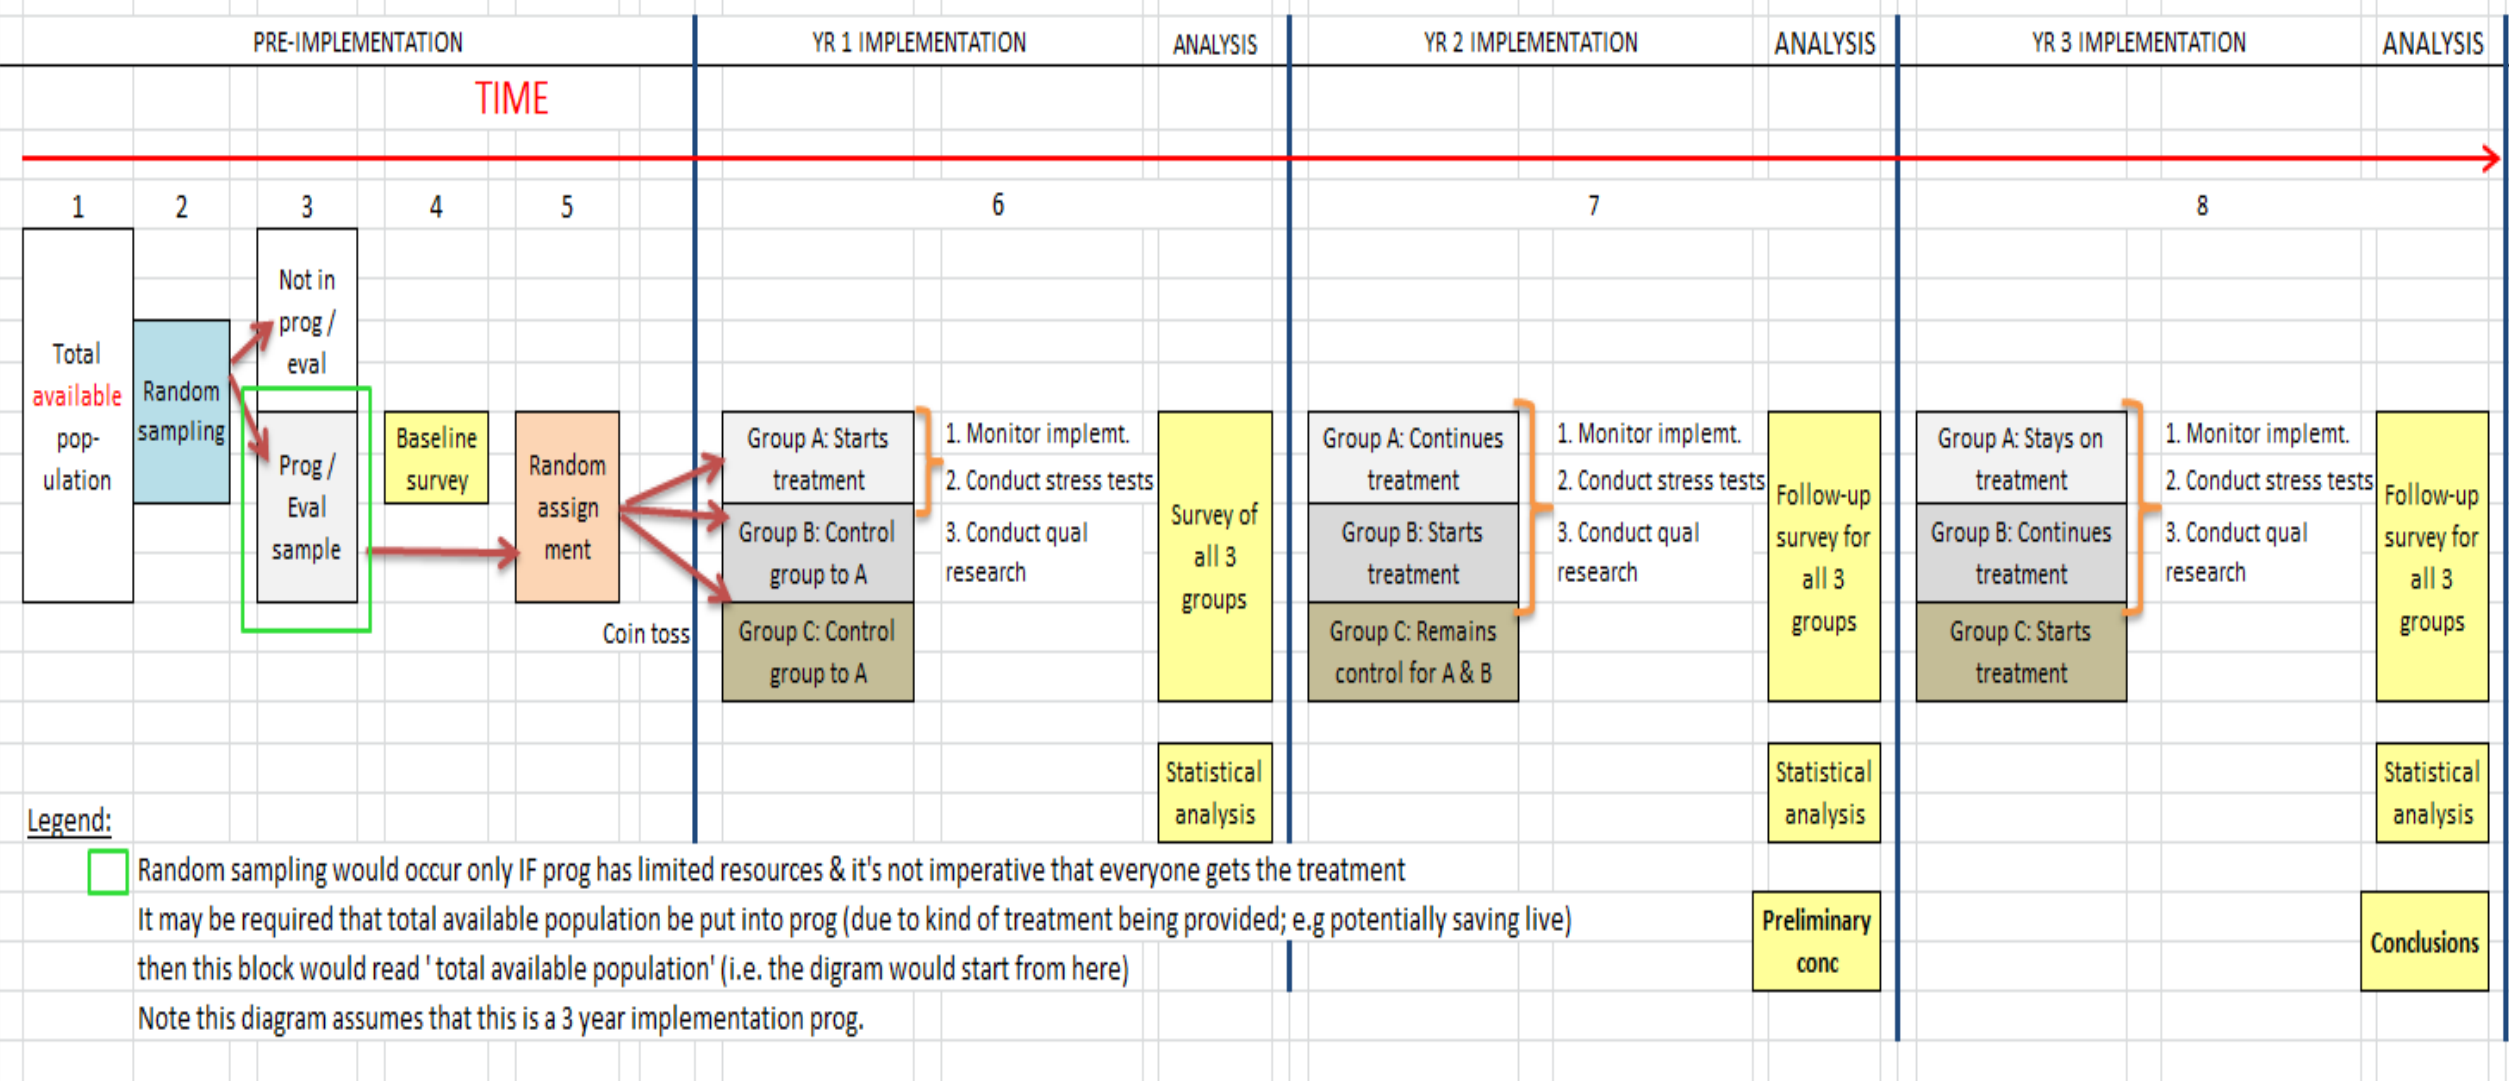 PRE-IMPLEMENTATION
YR 1 IMPLEMENTATION
ANALYSIS
YR 2 IMPLEMENTATION
ANALYSIS
YR 3 IMPLEMENTATION
ANALYSIS
TIME
1
2
3
4
5
6
7
8
Total
available
pop-
ulation
Random
sampling
Not in
prog /
eval
Prog /
Eval
sample
Baseline
survey
Random
assign
ment
Coin toss
Group A: Starts
treatment
Group B: Control
group to A
Group C: Control
group to A
1. Monitor implemt.
2. Conduct stress tests
3. Conduct qual
research
Survey of
all 3
groups
Statistical
analysis
Group A: Continues
treatment
Group B: Starts
treatment
Group C: Remains
control for A & B
1. Monitor implemt.
2. Conduct stress tests
3. Conduct qual
research
Follow-up
survey for
all 3
groups
Statistical
analysis
Preliminary
conc
Group A: Stays on
treatment
Group B: Continues
treatment
Group C: Starts
treatment
1. Monitor implemt.
2. Conduct stress tests
3. Conduct qual
research
Follow-up
survey for
all 3
groups
Statistical
analysis
Conclusions
Legend:
Random sampling would occur only IF prog has limited resources & it's not imperative that everyone gets the treatment
It may be required that total available population be put into prog (due to kind of treatment being provided; e.g potentially saving live)
then this block would read ' total available population' (i.e. the digram would start from here)
Note this diagram assumes that this is a 3 year implementation prog.